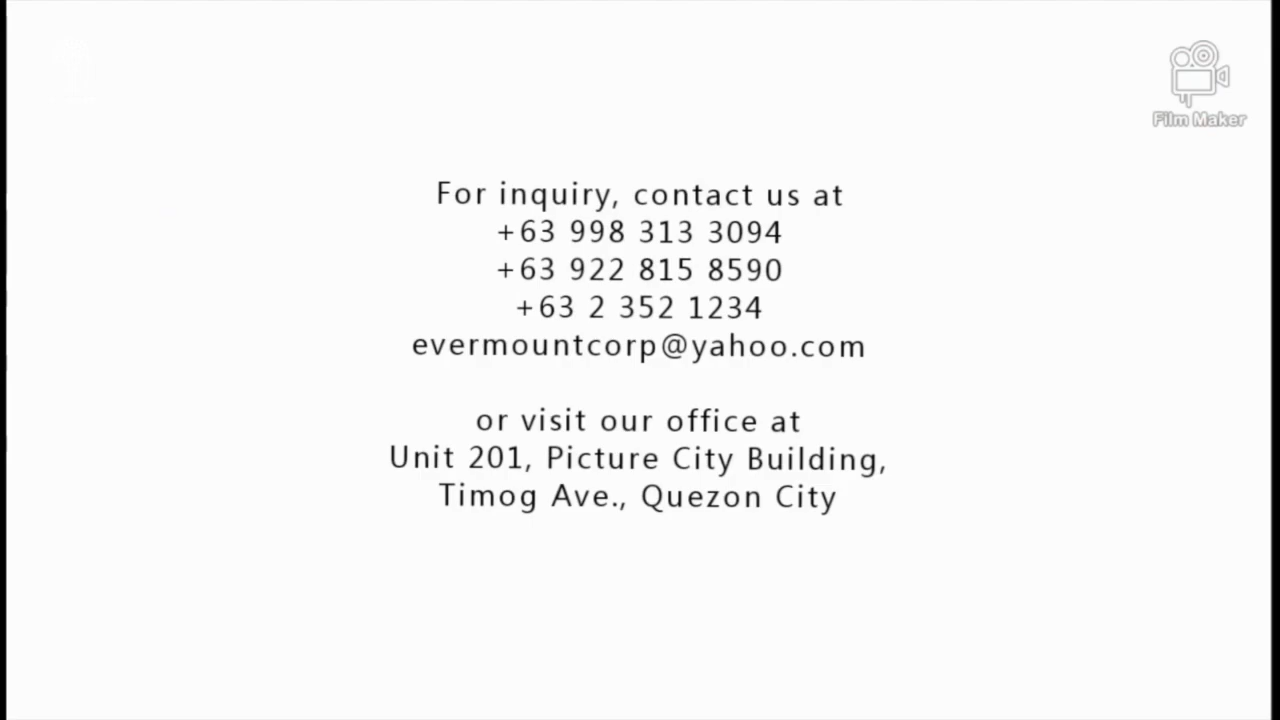 Film Maker
For inquiry, contact us at
+63 998 313 3094
+63 922 815 8590
+63 2 352 1234
evermountcorp@yahoo.com
or visit our office at
Unit 201, Picture City Building,
Timog Ave., Quezon City